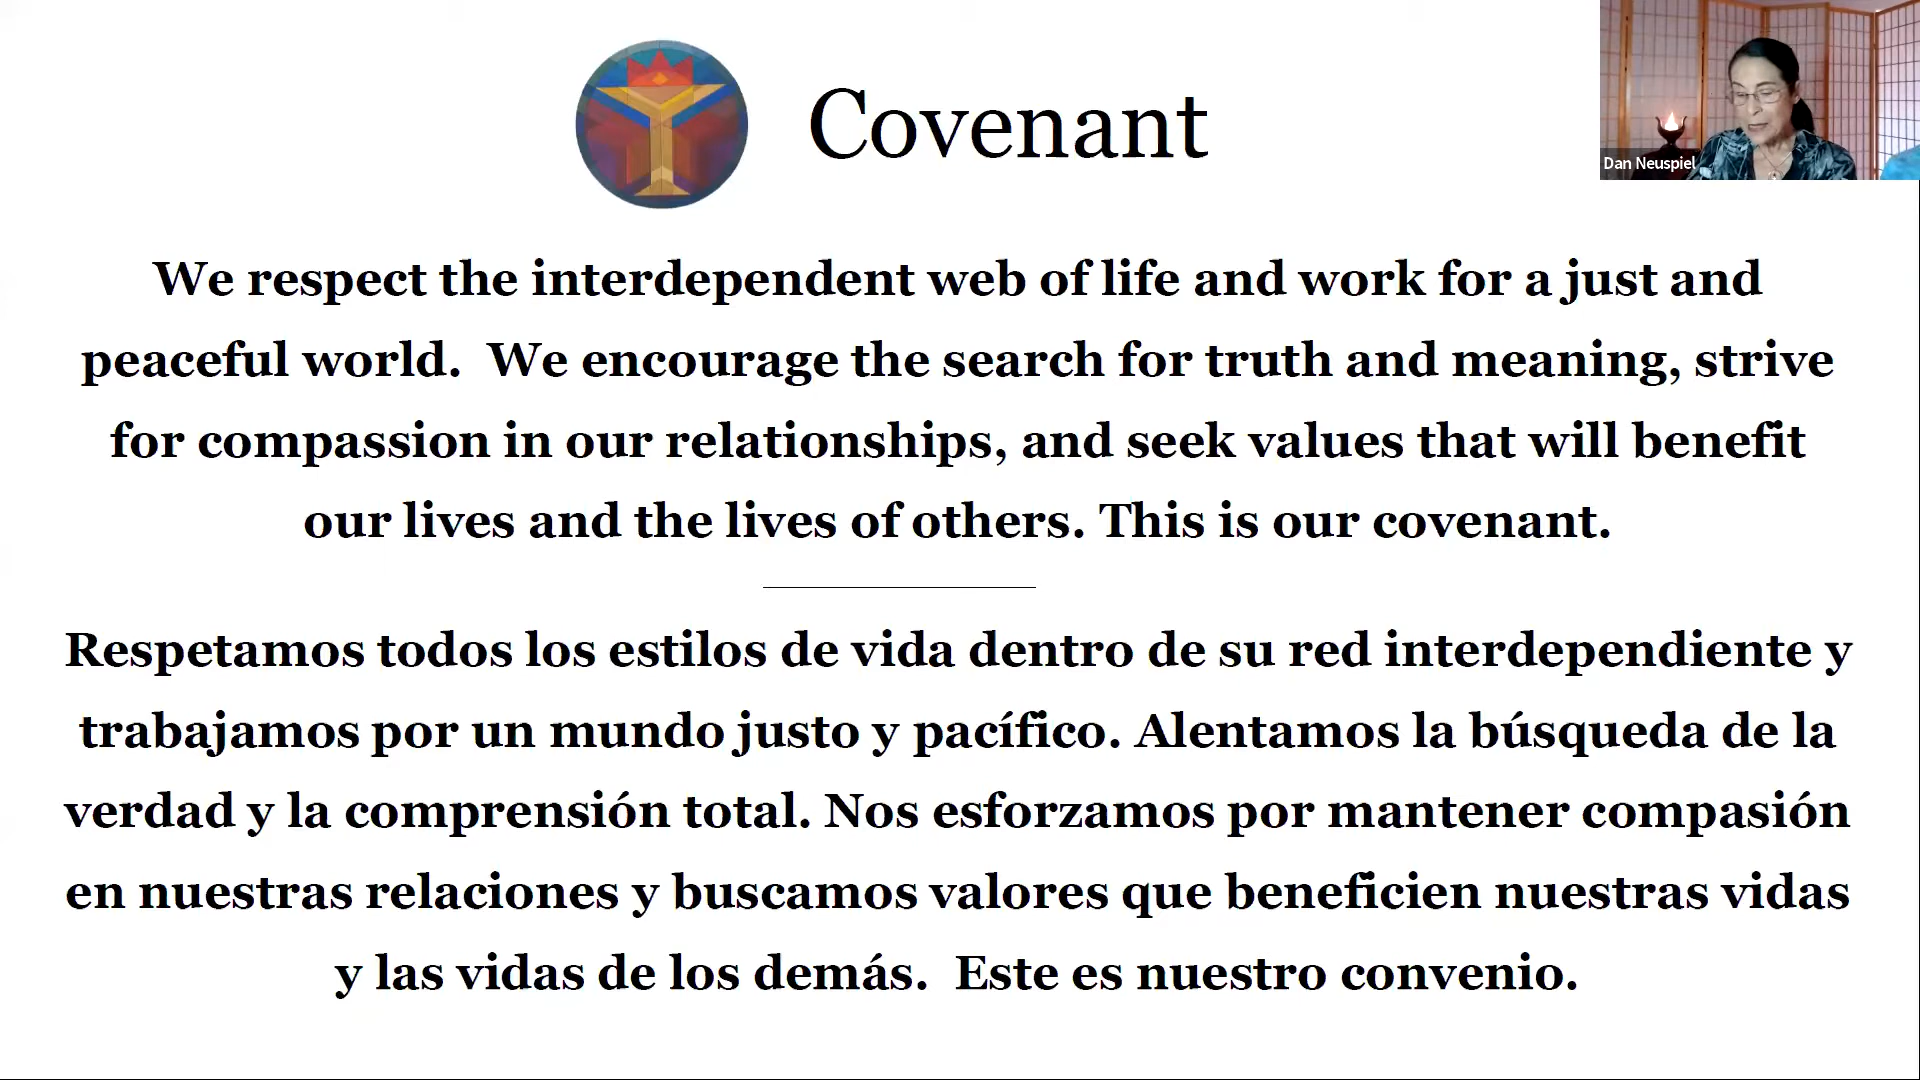 Covenant
Dan Neuspiel
We respect the interdependent web of life and work for a just and
peaceful world.  We encourage the search for truth and meaning, strive
for compassion in our relationships, and seek values that will benefit
our lives and the lives of others. This is our covenant.
Respetamos todos los estilos de vida dentro de su red interdependiente y
trabajamos por un mundo justo y pacífico. Alentamos la búsqueda de la
verdad y la comprensión total. Nos esforzamos por mantener compasión
en nuestras relaciones y buscamos valores que beneficien nuestras vidas
y las vidas de los demás.  Este es nuestro convenio.